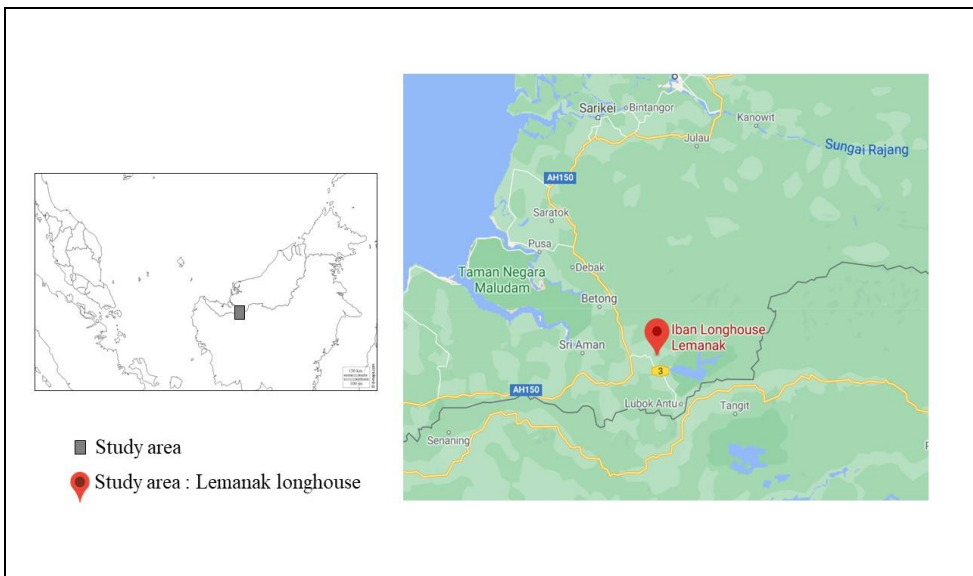 Sarikei
Bintangor
Kanowit
Julau
Sungai Rajang
AH150
Saratok
Pusa
Debak
Taman Negara
Maludam
Betong
Iban Longhouse
Lemanak
Sri Aman
3
AH150
Lubok Antu
Tangit
Senaning
Study area
Study area : Lemanak longhouse